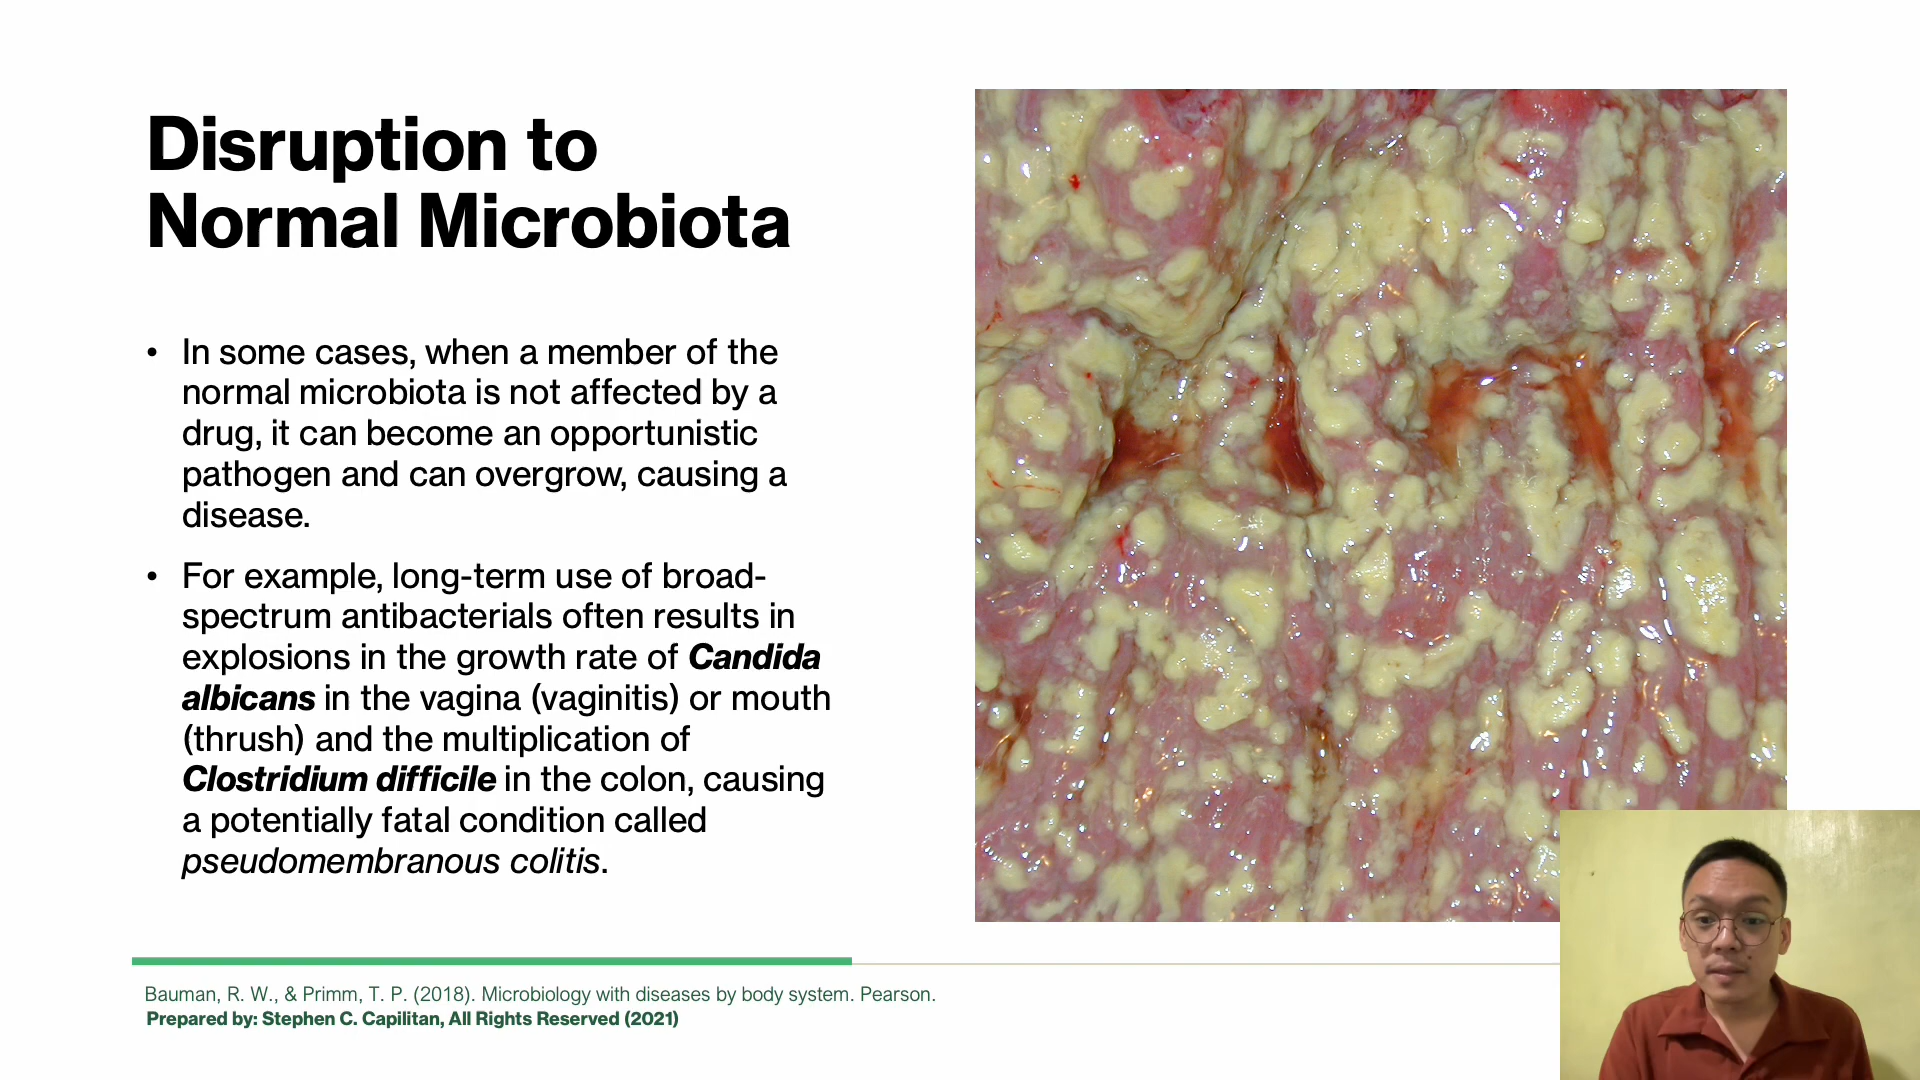 Disruption to
Normal Microbiota
• In some cases, when a member of the
normal microbiota is not affected by a
drug, it can become an opportunistic
pathogen and can overgrow, causing a
disease.
• For example, long-term use of broad-
spectrum antibacterials often results in
explosions in the growth rate of Candida
albicans in the vagina (vaginitis) or mouth
(thrush) and the multiplication of
Clostridium difficile in the colon, causing
a potentially fatal condition called
pseudomembranous colitis.
Bauman, R. W., & Primm, T. P. (2018). Microbiology with diseases by body system. Pearson.
Prepared by: Stephen C. Capilitan, All Rights Reserved (2021)